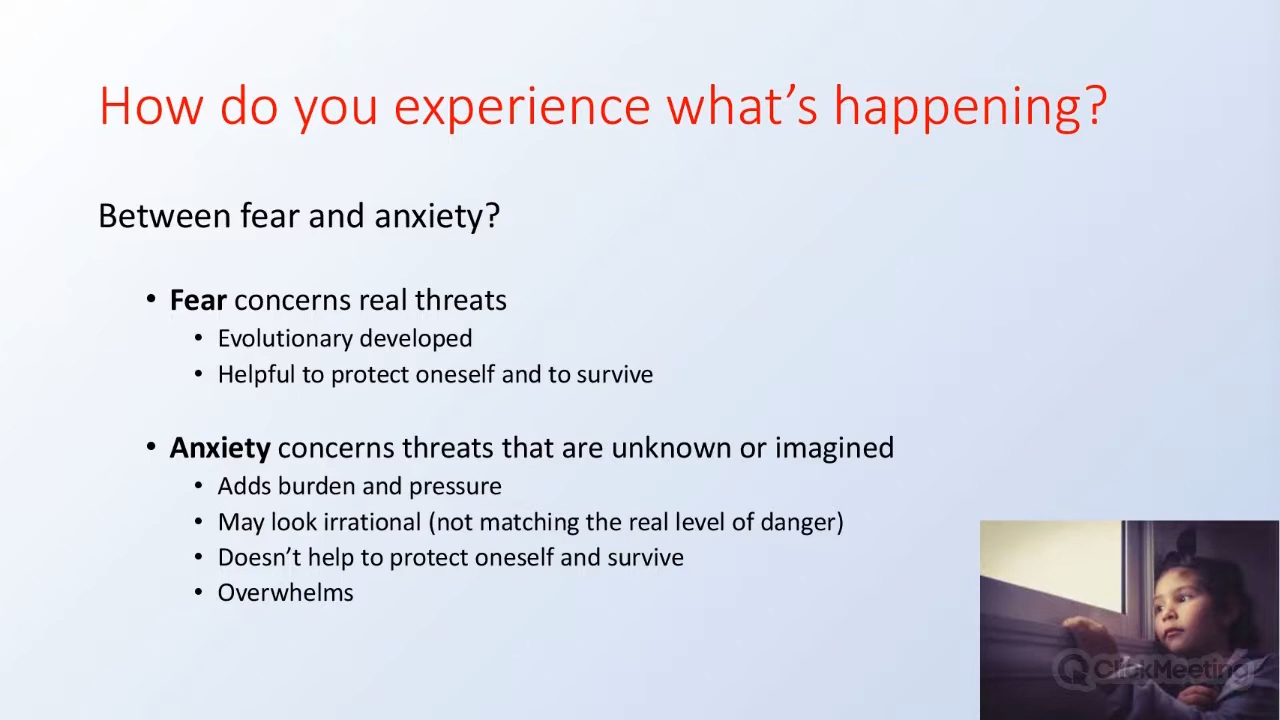 How do you experience what's happening?
Between fear and anxiety?
• Fear concerns real threats
• Evolutionary developed
• Helpful to protect oneself and to survive
• Anxiety concerns threats that are unknown or imagined
• Adds burden and pressure
• May look irrational (not matching the real level of danger)
• Doesn't help to protect oneself and survive
• Overwhelms
ClickMeeting